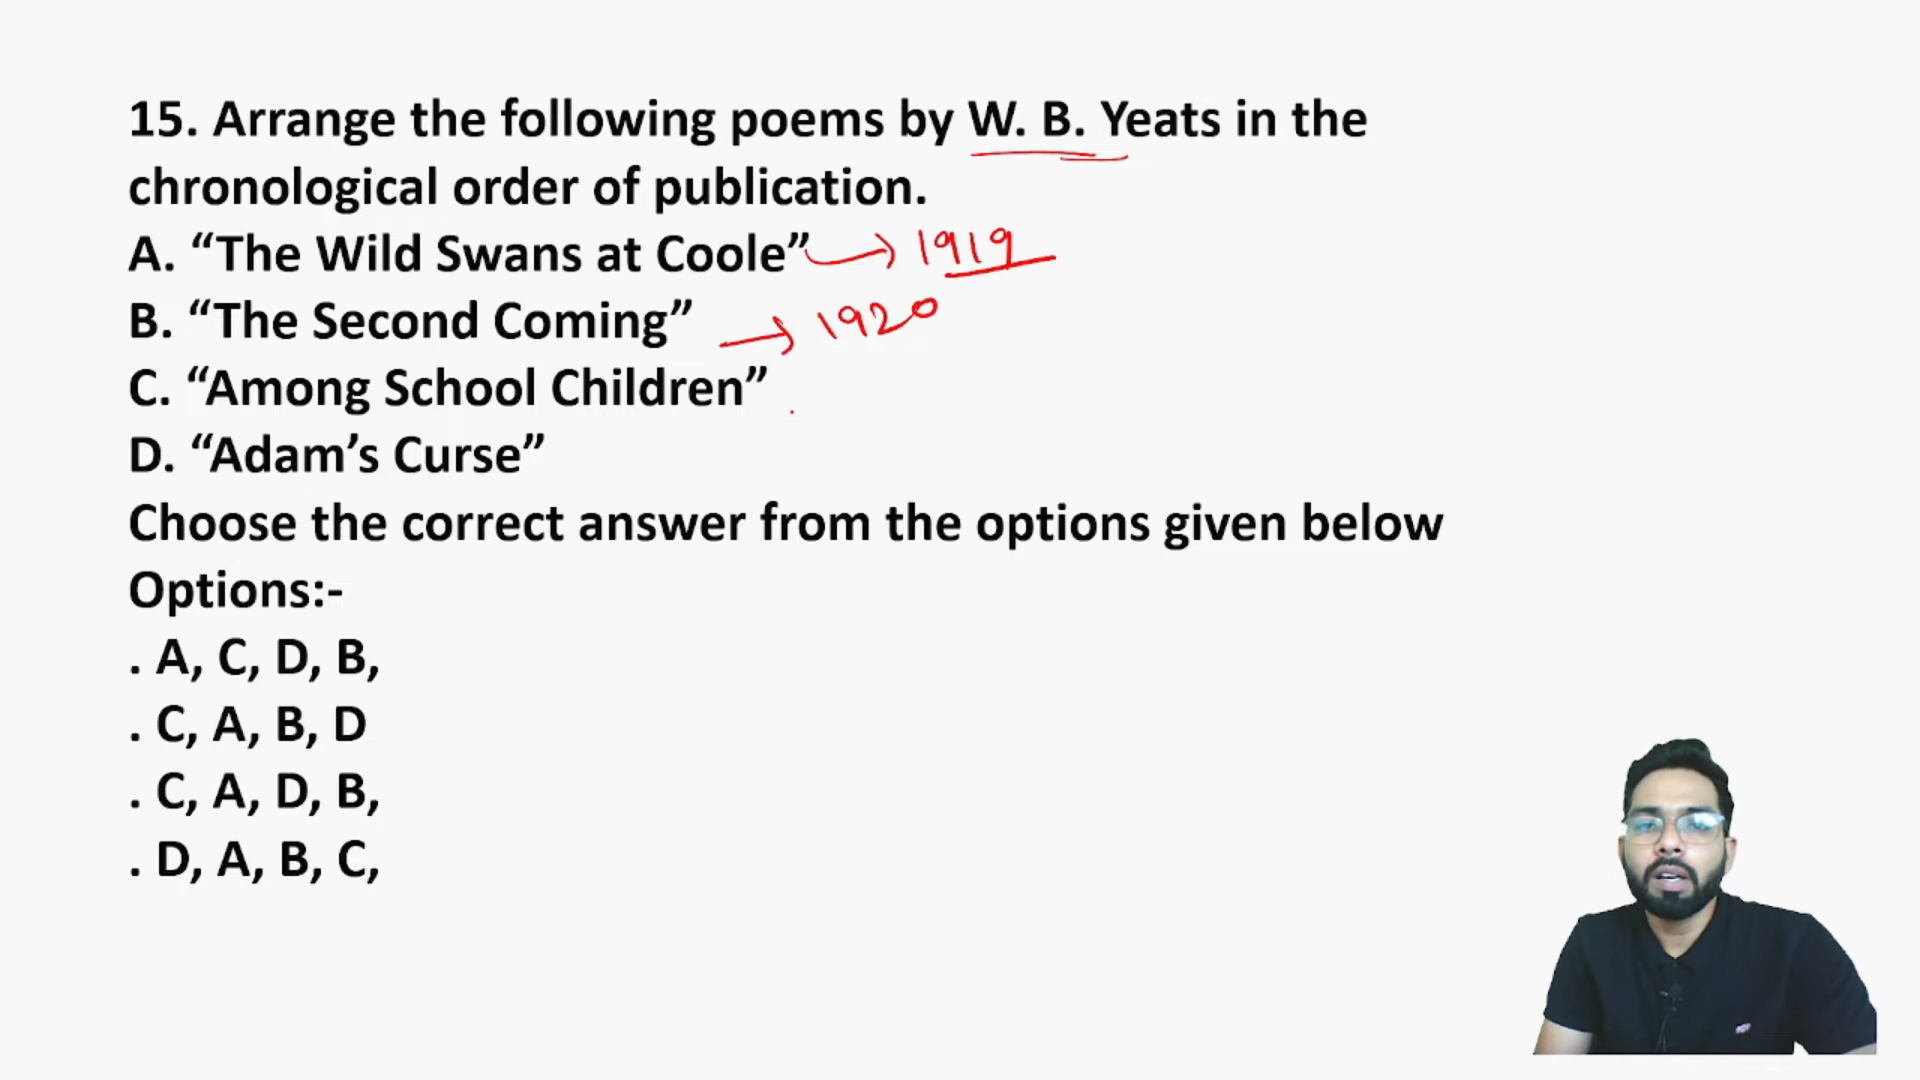 15. Arrange the following poems by W. B. Yeats in the
chronological order of publication.
A. “The Wild Swans at Coole” 1919
B. “The Second Coming” 1920
C. “Among School Children”
D. “Adam’s Curse”
Choose the correct answer from the options given below
Options:-
. A, C, D, B,
. C, A, B, D
. C, A, D, B,
. D, A, B, C,